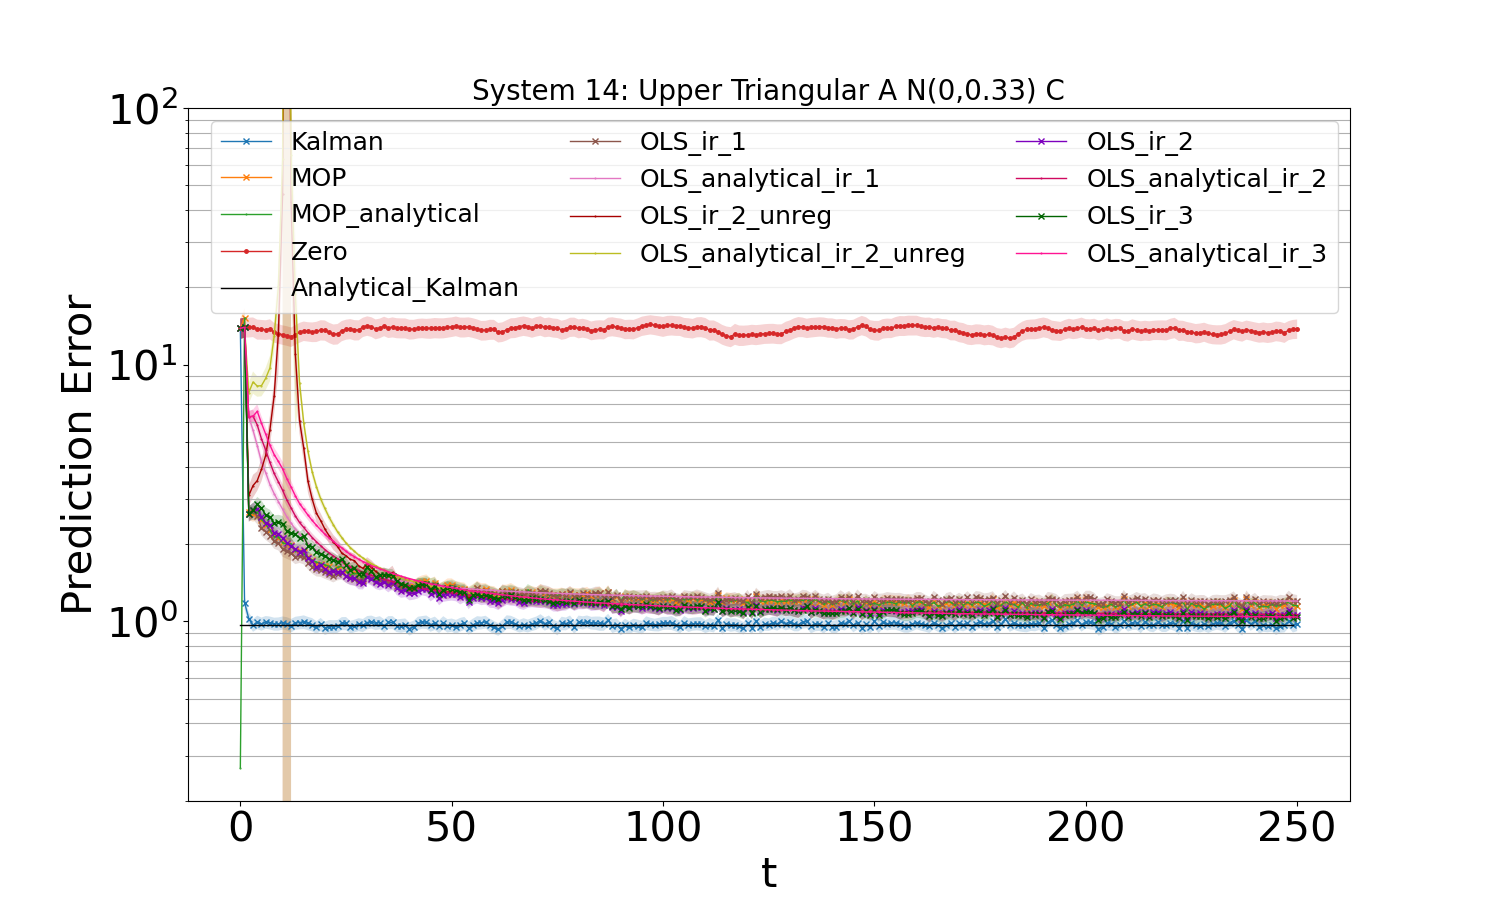 System 14: Upper Triangular A N(0,0.33) C
10²
10¹
10⁰
Prediction Error
Kalman
MOP
MOP_analytical
Zero
Analytical_Kalman
OLS_ir_1
OLS_analytical_ir_1
OLS_ir_2_unreg
OLS_analytical_ir_2_unreg
OLS_ir_2
OLS_analytical_ir_2
OLS_ir_3
OLS_analytical_ir_3
0 50 100 150 200 250
t